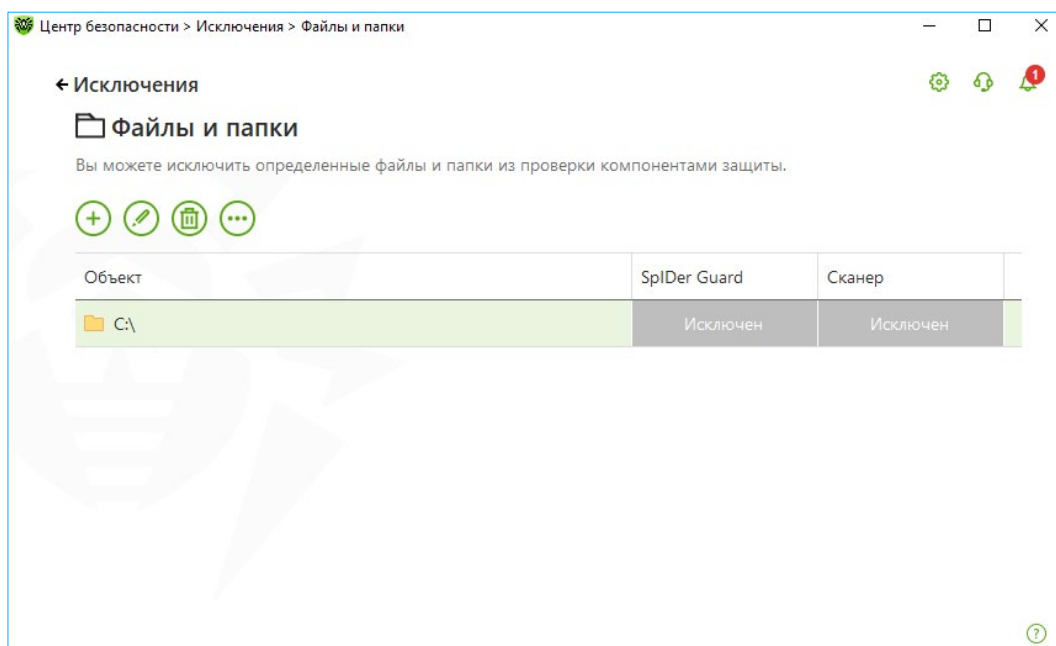 Центр безопасности > Исключения > Файлы и папки
Исключения
1
Файлы и папки
Вы можете исключить определенные файлы и папки из проверки компонентами защиты.
Объект SpIDer Guard Сканер
C:\ Исключен Исключен
?